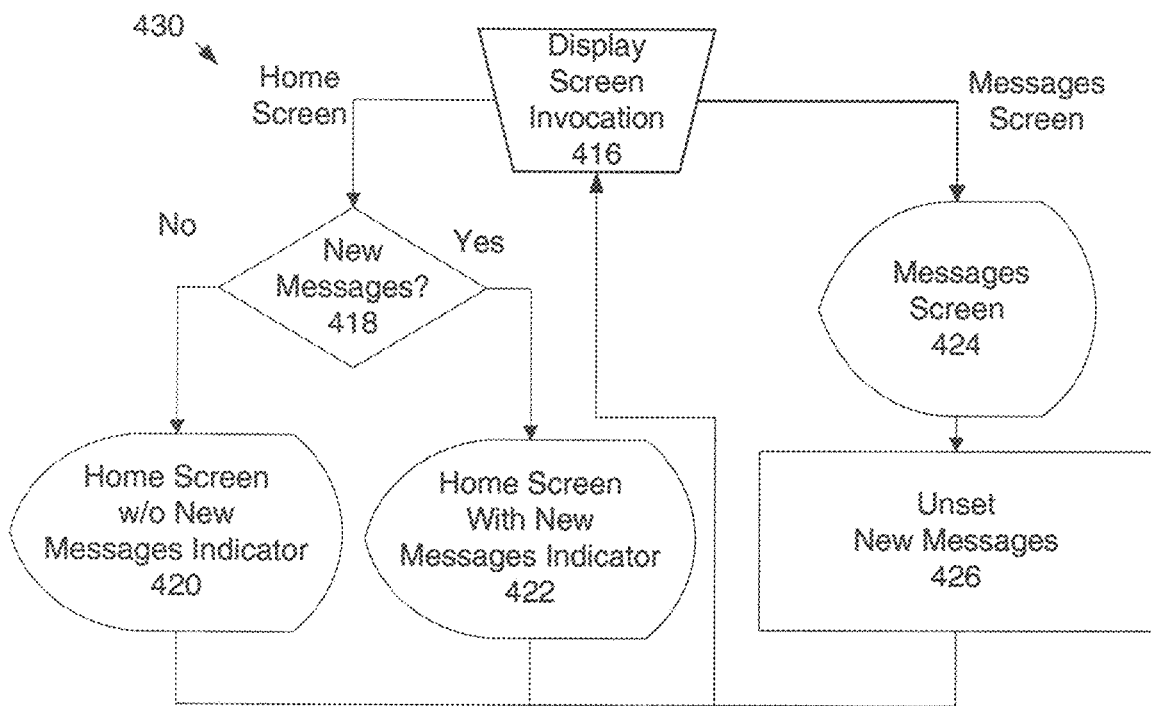 430
Home
Screen
Display
Screen
Invocation
416
Messages
Screen
No
New
Messages?
418
Yes
Messages
Screen
424
Home Screen
w/o New
Messages Indicator
420
Home Screen
With New
Messages Indicator
422
Unset
New Messages
426